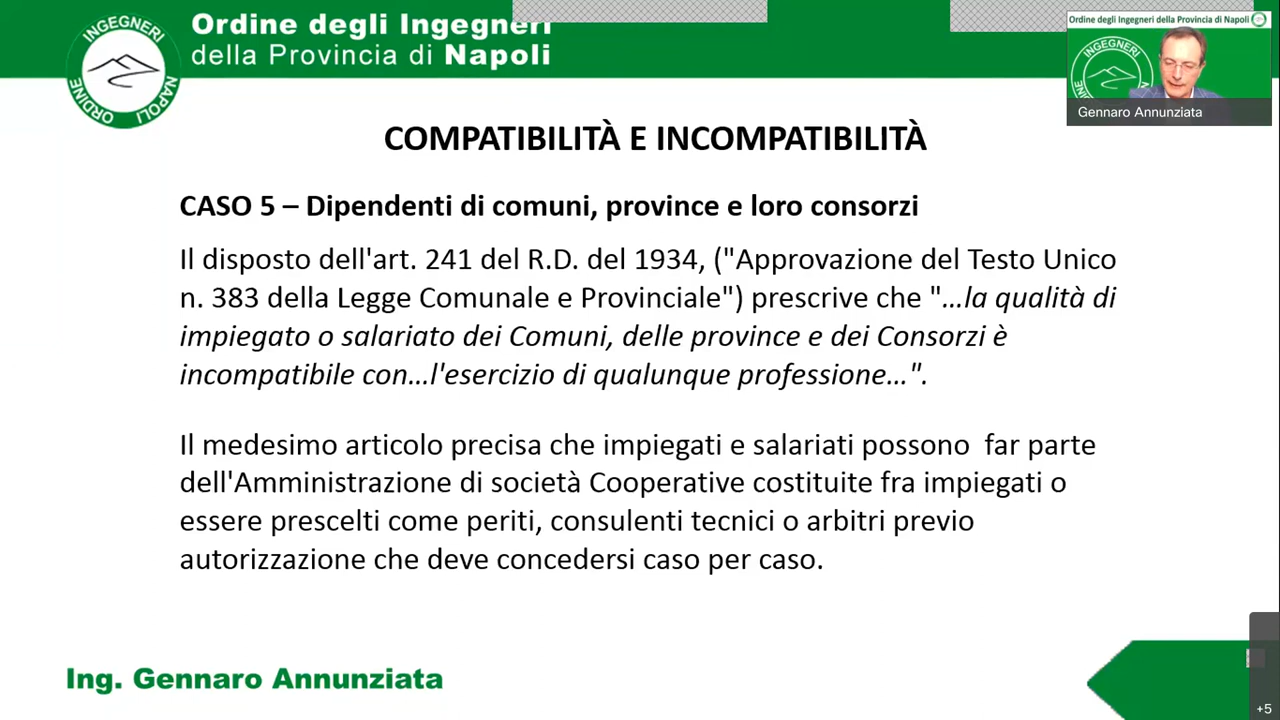 Ordine degli Ingegneri
della Provincia di Napoli
INGEGNERI
ORDINE NAPOLI
Ordine degli Ingegneri della Provincia di Napoli
INGEGNERI
Gennaro Annunziata
COMPATIBILITÀ E INCOMPATIBILITÀ
CASO 5 – Dipendenti di comuni, province e loro consorzi
Il disposto dell'art. 241 del R.D. del 1934, ("Approvazione del Testo Unico
n. 383 della Legge Comunale e Provinciale") prescrive che "…la qualità di
impiegato o salariato dei Comuni, delle province e dei Consorzi è
incompatibile con…l'esercizio di qualunque professione…".
Il medesimo articolo precisa che impiegati e salariati possono  far parte
dell'Amministrazione di società Cooperative costituite fra impiegati o
essere prescelti come periti, consulenti tecnici o arbitri previo
autorizzazione che deve concedersi caso per caso.
Ing. Gennaro Annunziata
+5